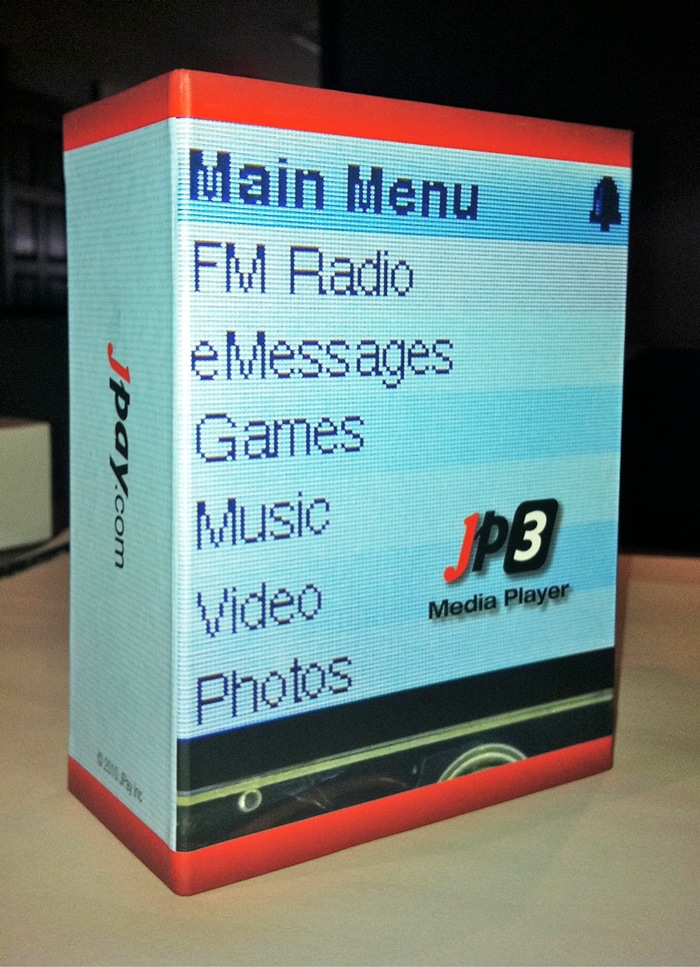 Main Menu
FM Radio
eMessages
Games
Music
Video
Photos
JP3
Media Player
Jpay.com
© 2010 JPay Inc